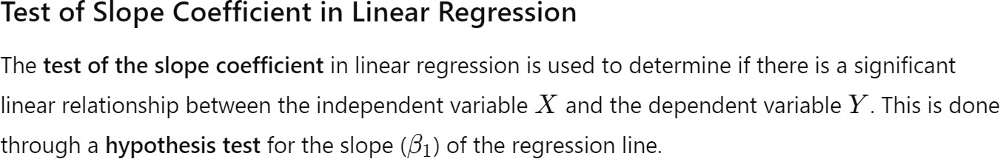 Test of Slope Coefficient in Linear Regression
The test of the slope coefficient in linear regression is used to determine if there is a significant
linear relationship between the independent variable X and the dependent variable Y. This is done
through a hypothesis test for the slope (β₁) of the regression line.